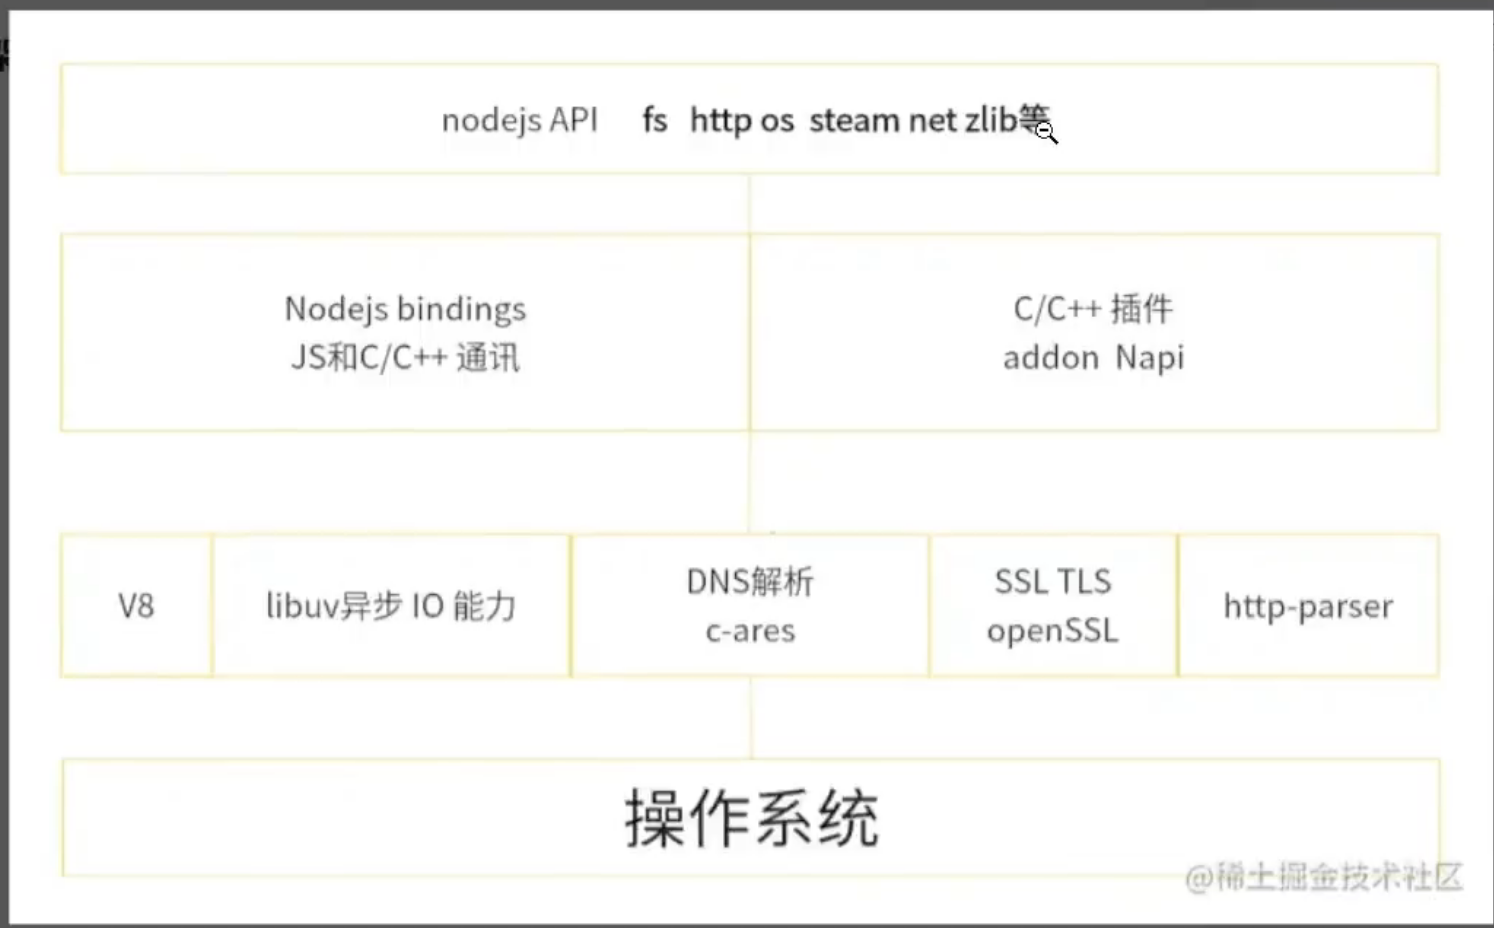 nodejs API fs http os steam net zlib等
Nodejs bindings
JS和C/C++ 通讯
C/C++ 插件
addon Napi
V8
libuv异步 IO 能力
DNS解析
c-ares
SSL TLS
openSSL
http-parser
操作系统
@稀土掘金技术社区